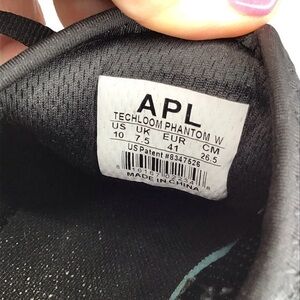 APL
TECHLOOM PHANTOM W
US UK EUR CM
10 7.5 41 26.5
US Patent #8347526
MADE IN CHINA